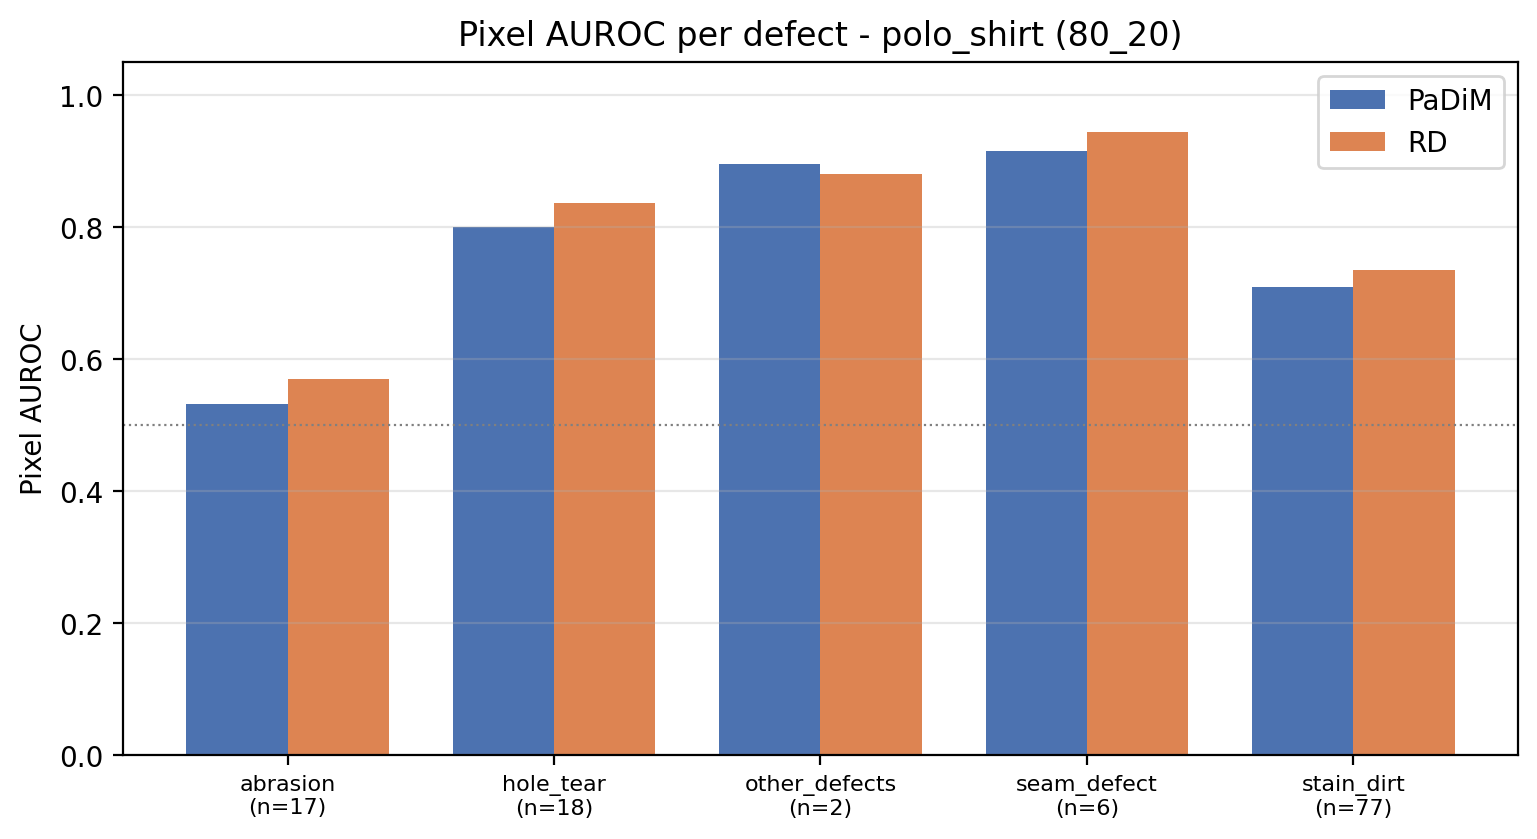 Pixel AUROC per defect - polo_shirt (80_20)
PaDiM
RD
Pixel AUROC
1.0
0.8
0.6
0.4
0.2
0.0
abrasion
(n=17)
hole_tear
(n=18)
other_defects
(n=2)
seam_defect
(n=6)
stain_dirt
(n=77)